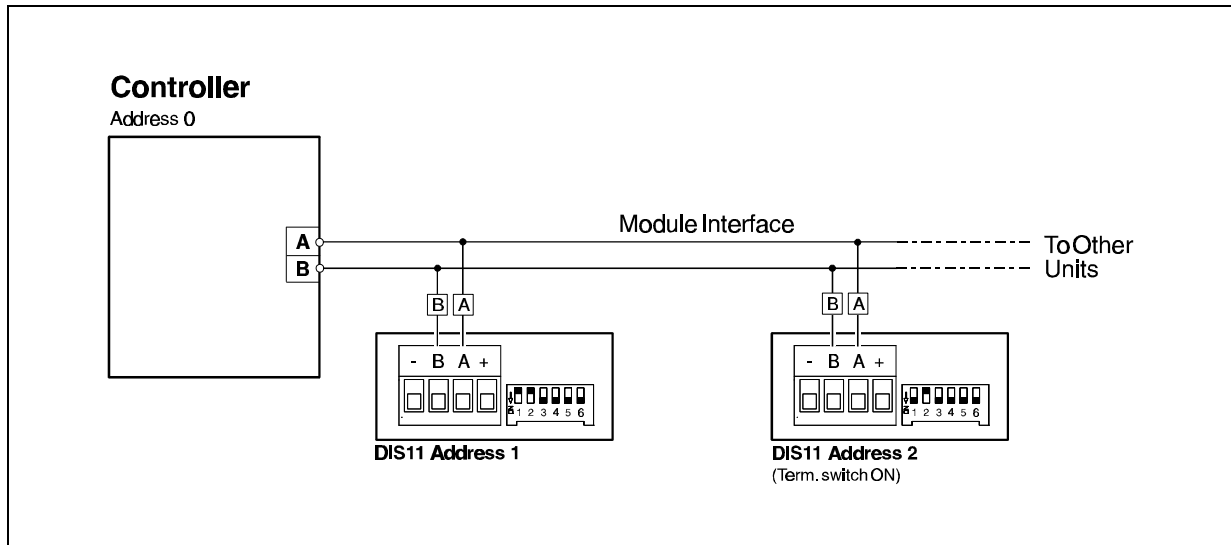 Controller
Address 0
A
B
Module Interface
To Other
Units
B A
B A
- B A +
1 2 3 4 5 6
- B A +
1 2 3 4 5 6
DIS11 Address 1
DIS11 Address 2
(Term. switch ON)